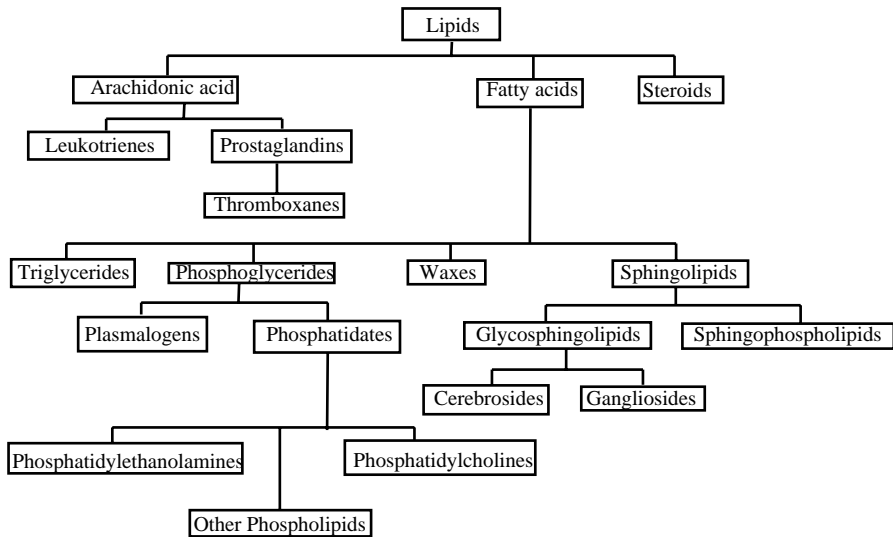 Lipids
Arachidonic acid
Fatty acids
Steroids
Leukotrienes
Prostaglandins
Thromboxanes
Triglycerides
Phosphoglycerides
Waxes
Sphingolipids
Plasmalogens
Phosphatidates
Glycosphingolipids
Sphingophospholipids
Cerebrosides
Gangliosides
Phosphatidylethanolamines
Phosphatidylcholines
Other Phospholipids